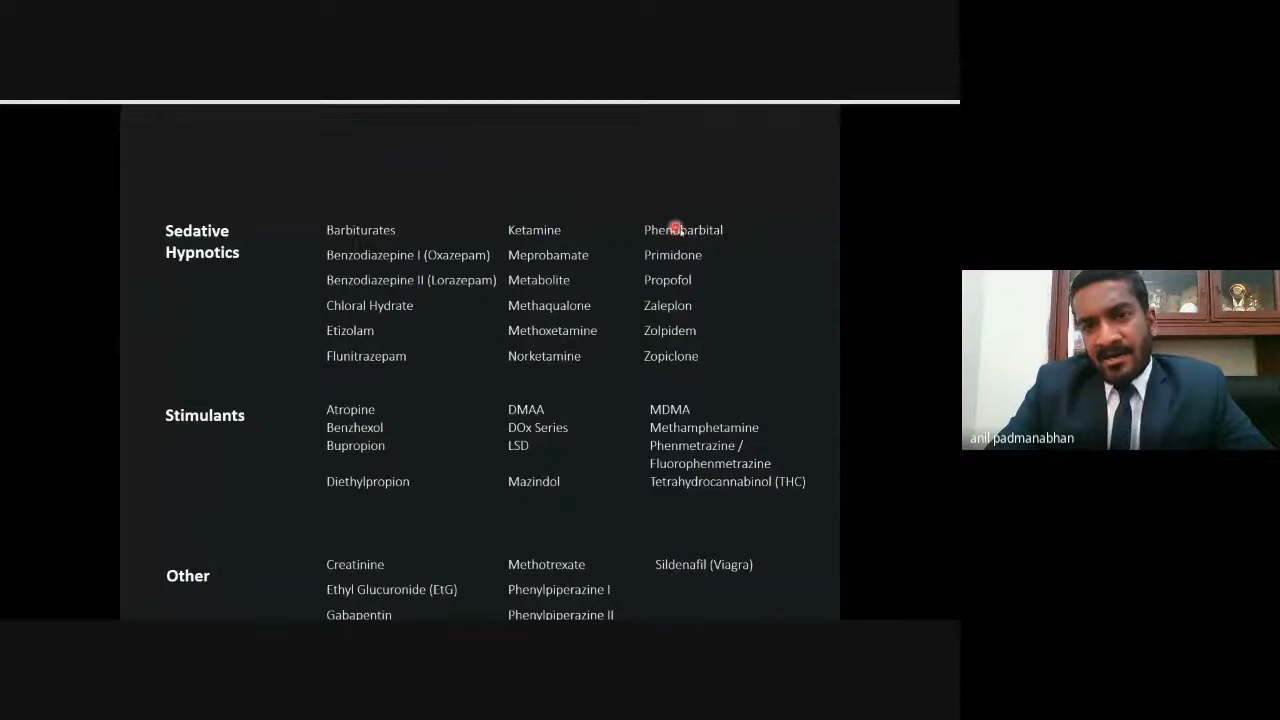 Sedative
Hypnotics
Barbiturates Ketamine Phenobarbital
Benzodiazepine I (Oxazepam) Meprobamate Primidone
Benzodiazepine II (Lorazepam) Metabolite Propofol
Chloral Hydrate Methaqualone Zaleplon
Etizolam Methoxetamine Zolpidem
Flunitrazepam Norketamine Zopiclone
Stimulants
Atropine DMAA MDMA
Benzhexol DOx Series Methamphetamine
Bupropion LSD Phenmetrazine /
Fluorophenmetrazine
Diethylpropion Mazindol Tetrahydrocannabinol (THC)
Other
Creatinine Methotrexate Sildenafil (Viagra)
Ethyl Glucuronide (EtG) Phenylpiperazine I
Gabapentin Phenylpiperazine II
anil padmanabhan